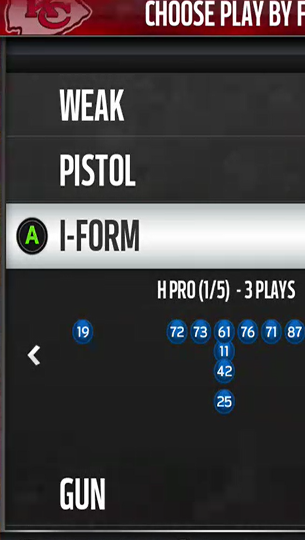 KC
CHOOSE PLAY BY F
WEAK
PISTOL
A I-FORM
H PRO (1/5) - 3 PLAYS
19 72 73 61 76 71 87
11
42
25
GUN